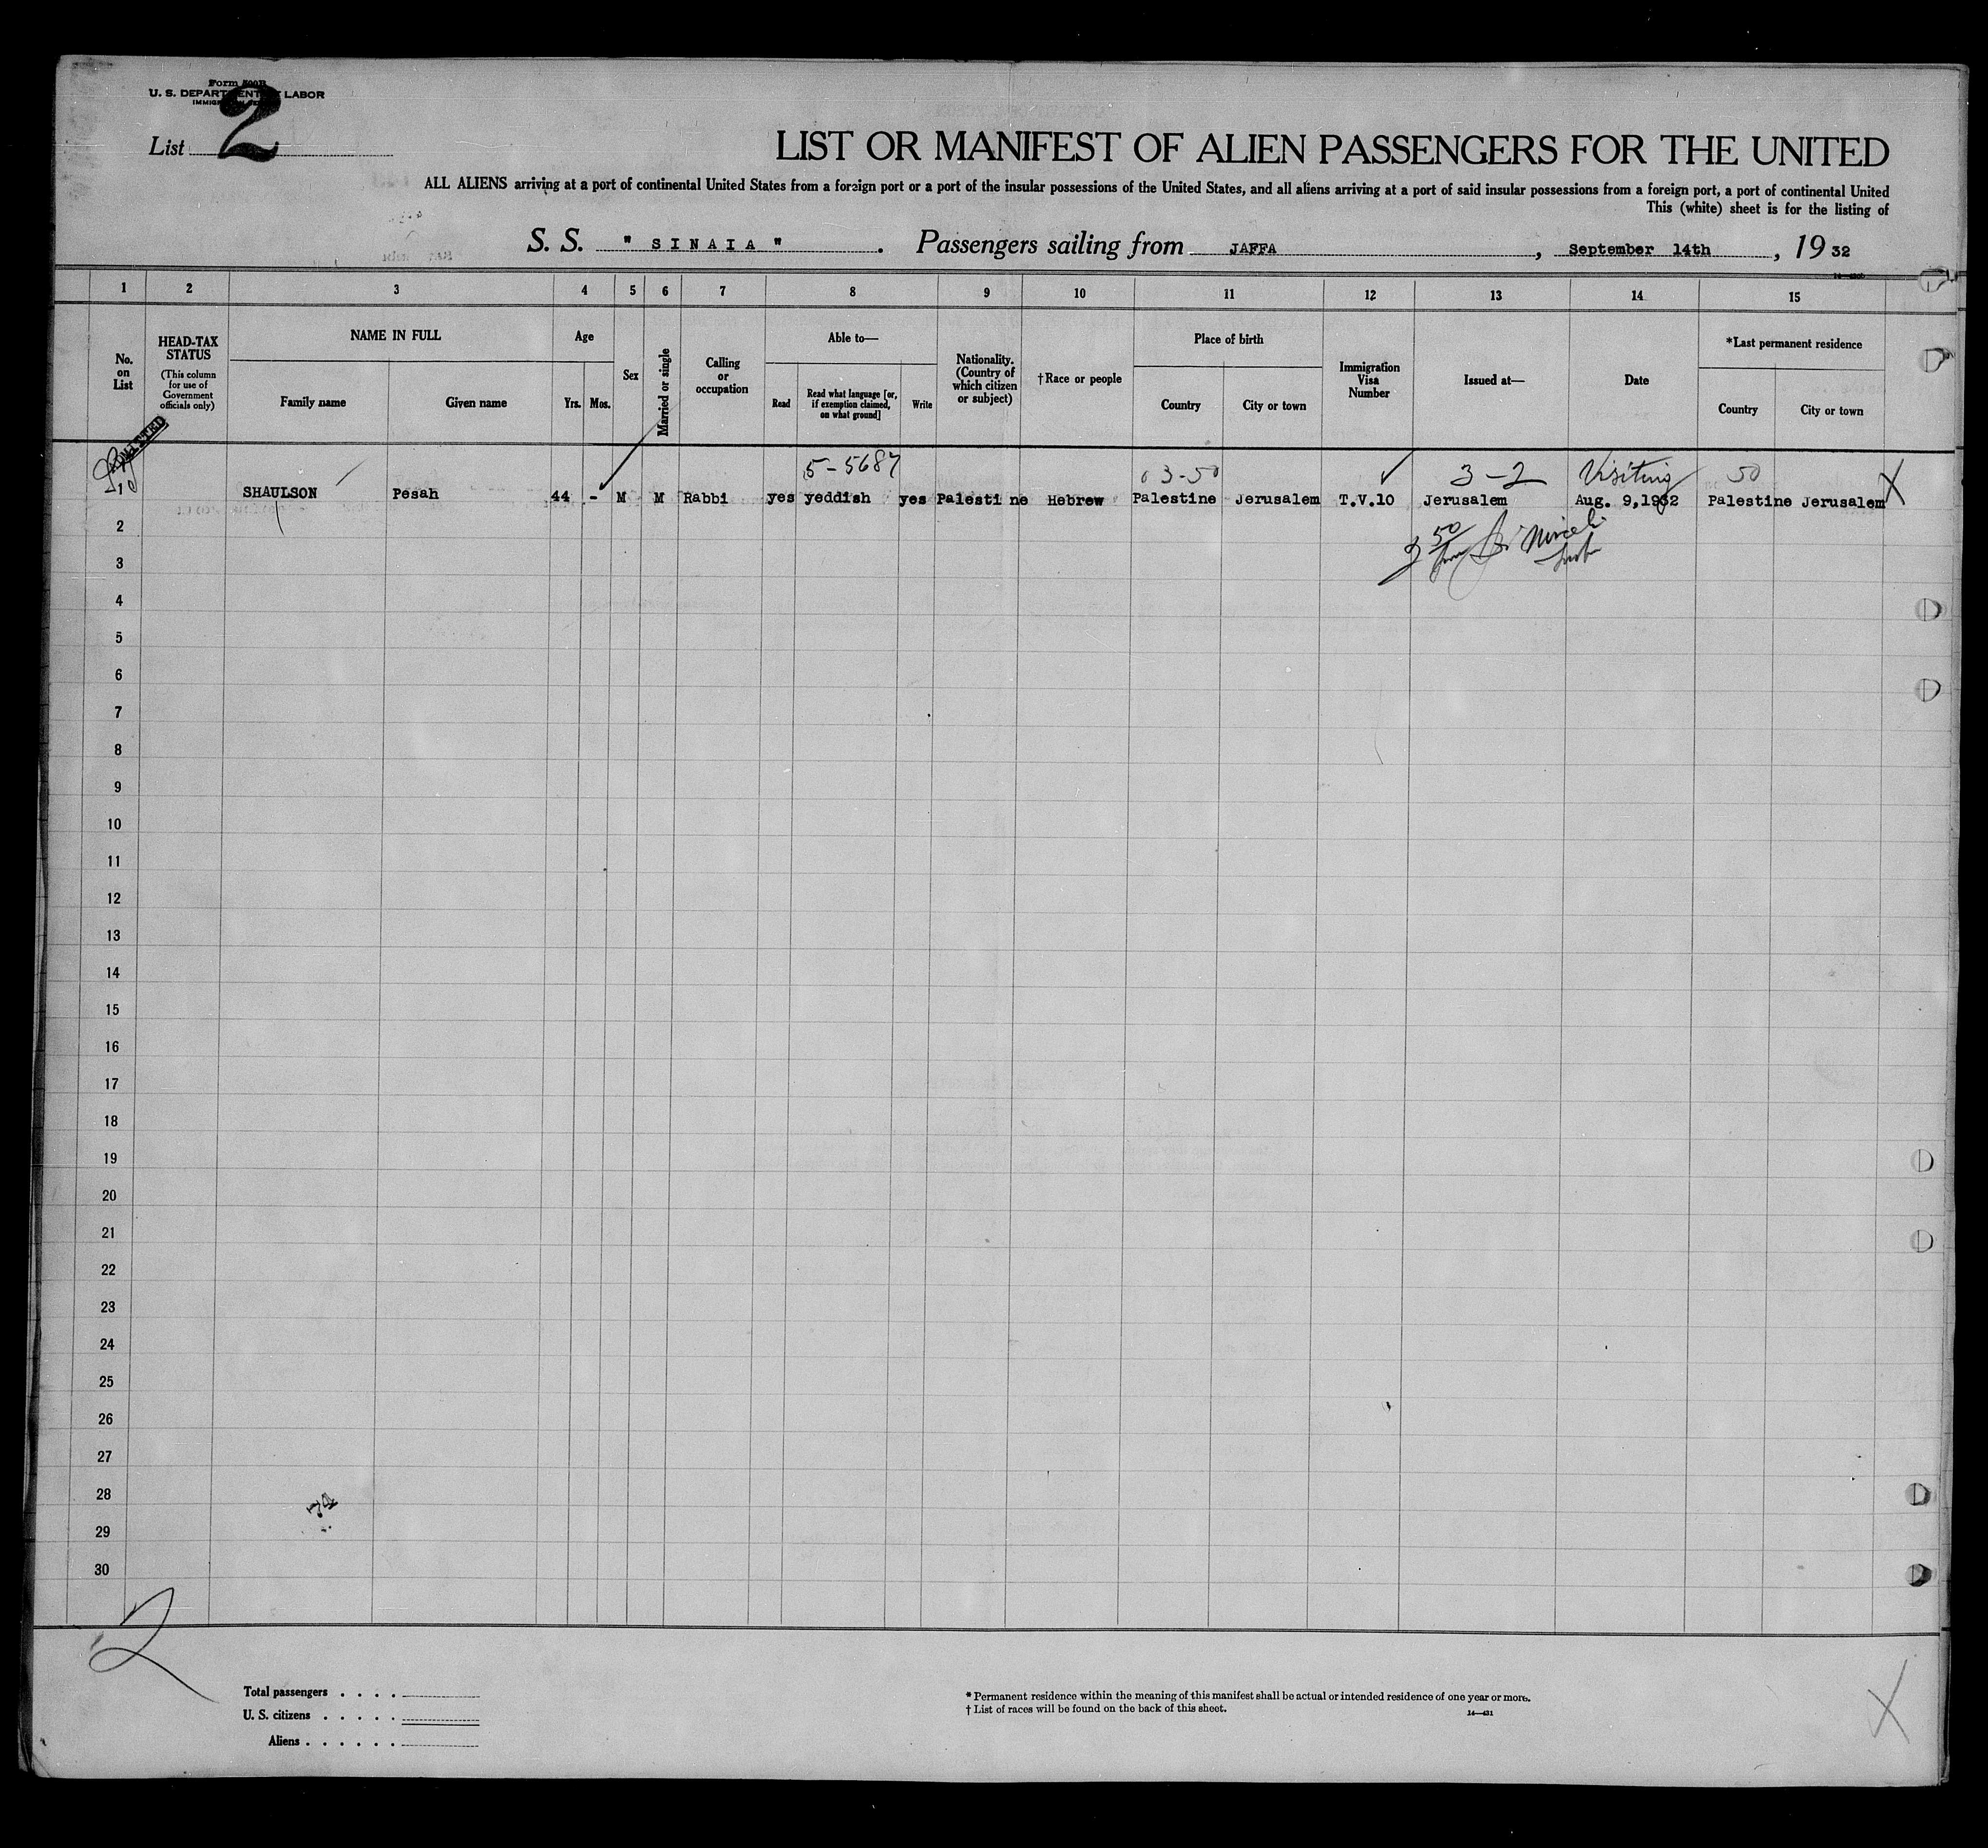 Form 500B
U. S. DEPARTMENT OF LABOR
List 2
LIST OR MANIFEST OF ALIEN PASSENGERS FOR THE UNITED
ALL ALIENS arriving at a port of continental United States from a foreign port or a port of the insular possessions of the United States, and all aliens arriving at a port of said insular possessions from a foreign port, a port of continental United
This (white) sheet is for the listing of
S. S. " SINAIA ". Passengers sailing from JAFFA, September 14th, 19 32
1 2 3 4 5 6 7 8 9 10 11 12 13 14 15
No. on List
HEAD-TAX STATUS
(This column for use of Government officials only)
NAME IN FULL
Family name
Given name
Age
Yrs.
Mos.
Sex
Married or single
Calling or occupation
Able to—
Read
Read what language [or, if exemption claimed, on what ground]
Write
Nationality. (Country of which citizen or subject)
†Race or people
Place of birth
Country
City or town
Immigration Visa Number
Issued at—
Date
*Last permanent residence
Country
City or town
ADMITTED
5-5687 3-50 3-2 Visiting 50
1 SHAULSON Pesah 44 - M M Rabbi yes yeddish yes Palestine Hebrew Palestine Jerusalem T.V.10 Jerusalem Aug. 9,1932 Palestine Jerusalem X
2
3
4
5
6
7
8
9
10
11
12
13
14
15
16
17
18
19
20
21
22
23
24
25
26
27
28
29
30
74
2
Total passengers . . . .
U. S. citizens . . . . .
Aliens . . . . . .
* Permanent residence within the meaning of this manifest shall be actual or intended residence of one year or more.
† List of races will be found on the back of this sheet.
14—431
X